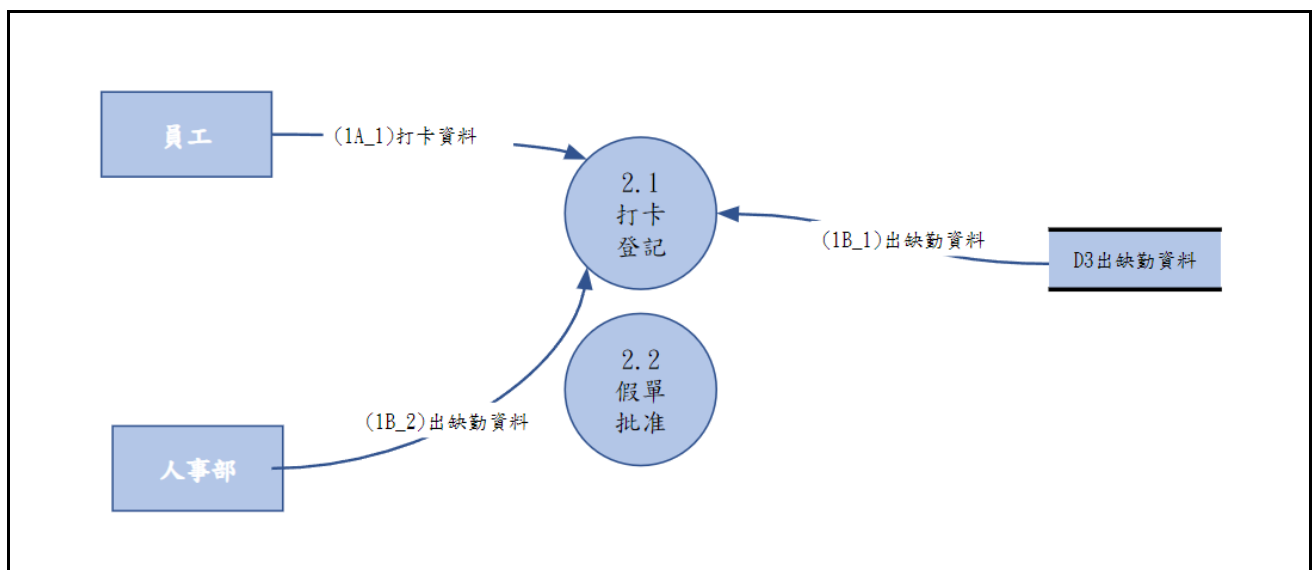 員工
(1A_1)打卡資料
2.1
打卡
登記
(1B_1)出缺勤資料
D3出缺勤資料
2.2
假單
批准
(1B_2)出缺勤資料
人事部